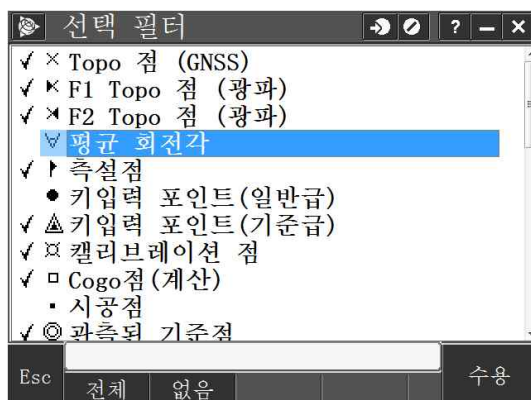 선택 필터
Topo 점 (GNSS)
F1 Topo 점 (광파)
F2 Topo 점 (광파)
평균 회전각
측설점
키입력 포인트(일반급)
키입력 포인트(기준급)
캘리브레이션 점
Cogo점(계산)
시공점
관측된 기준점
Esc
전체
없음
수용